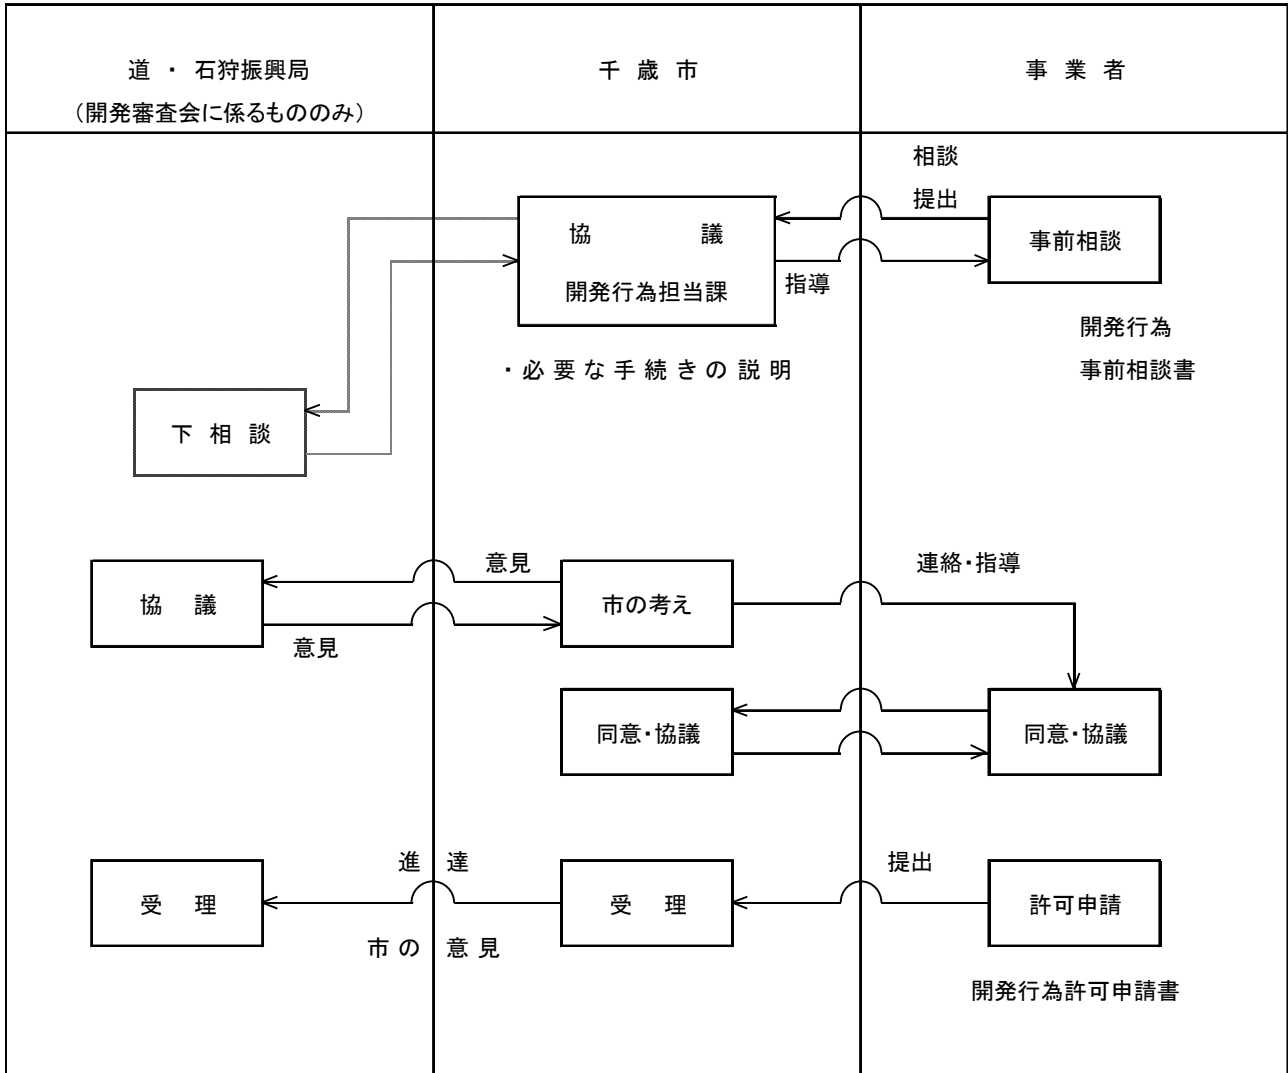 道 ・ 石狩振興局
（開発審査会に係るもののみ）
千 歳 市
事 業 者
相談
提出
協 議
開発行為担当課
指導
事前相談
開発行為
事前相談書
・必要な手続きの説明
下 相 談
意見
連絡・指導
協 議
市の考え
意見
同意・協議
同意・協議
進 達
提出
受 理
受 理
許可申請
市の 意見
開発行為許可申請書